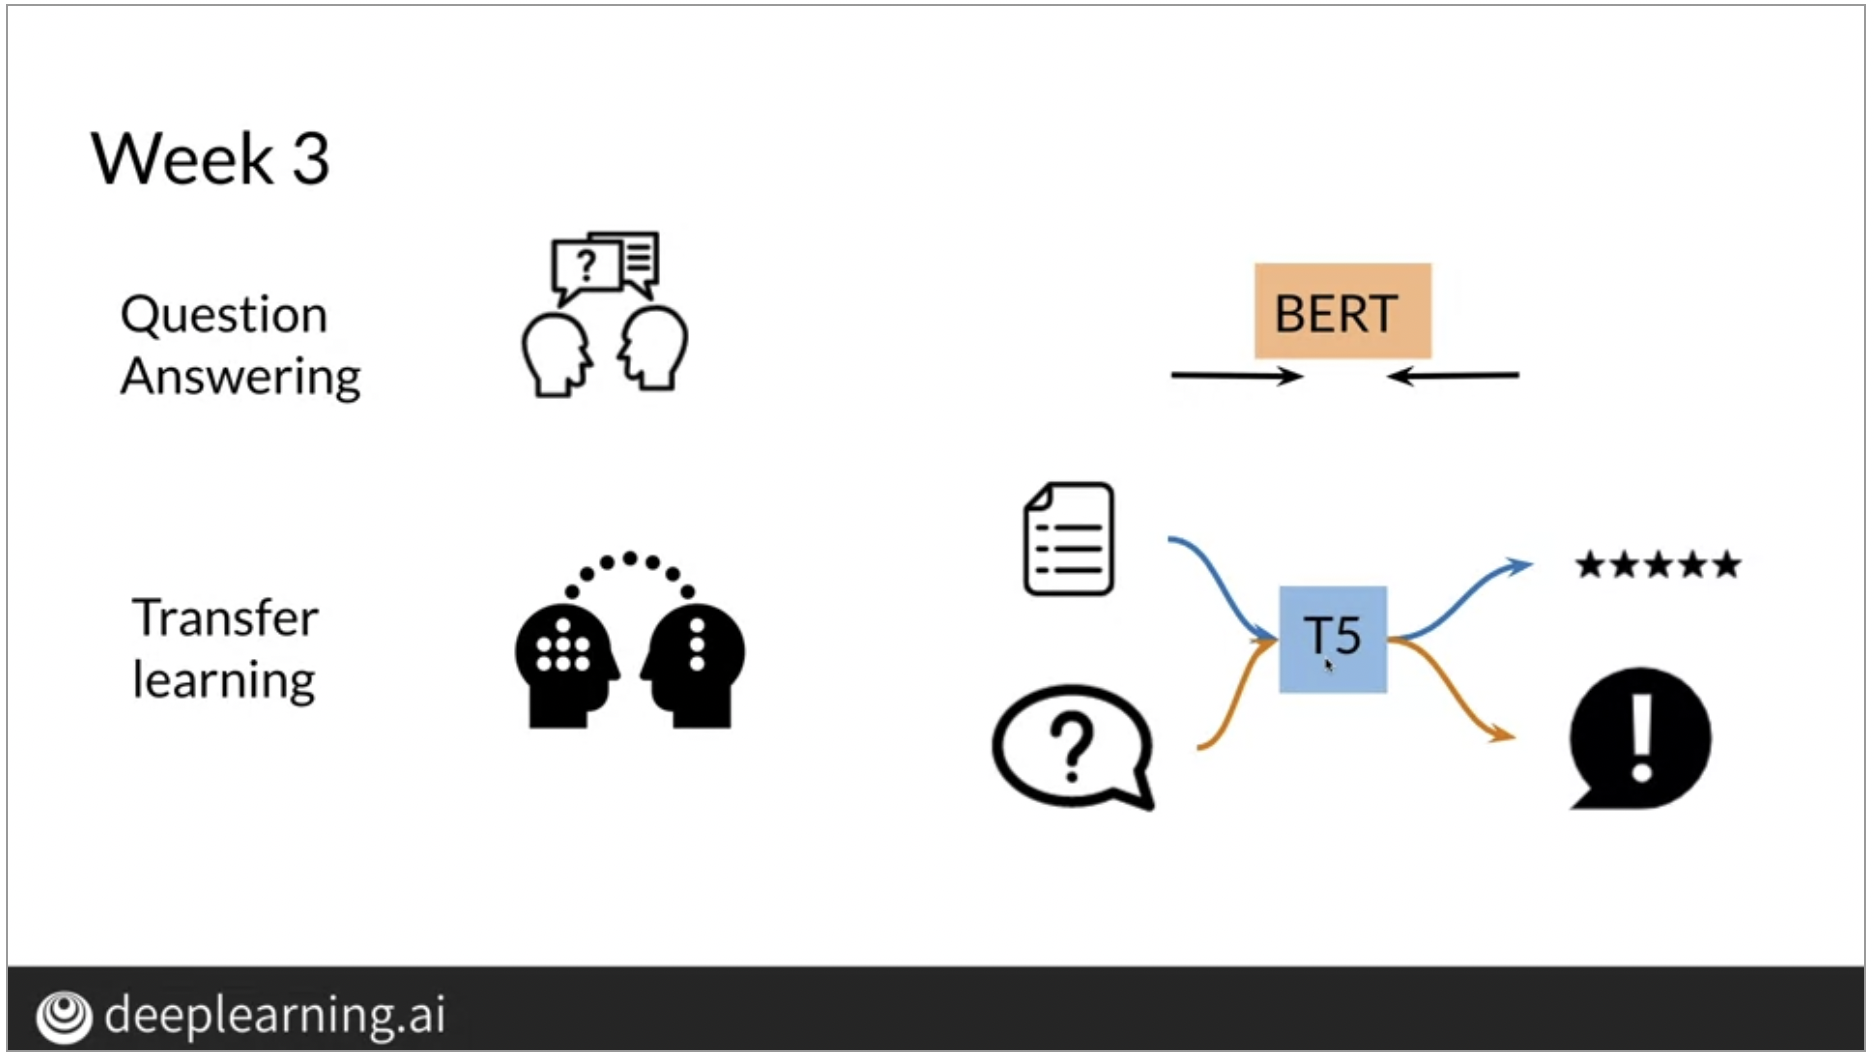 Week 3
Question
Answering
?
BERT
Transfer
learning
T5
?
!
deeplearning.ai